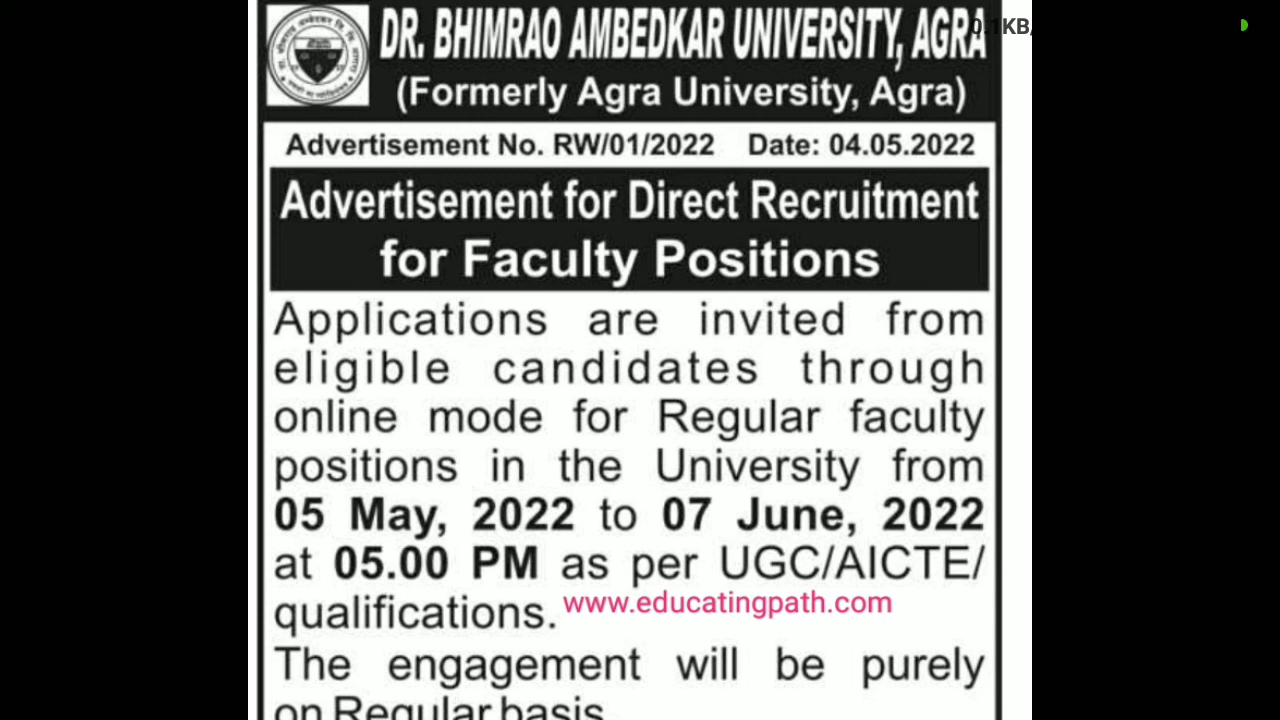 DR. BHIMRAO AMBEDKAR UNIVERSITY, AGRA
(Formerly Agra University, Agra)
Advertisement No. RW/01/2022 Date: 04.05.2022
Advertisement for Direct Recruitment
for Faculty Positions
Applications are invited from
eligible candidates through
online mode for Regular faculty
positions in the University from
05 May, 2022 to 07 June, 2022
at 05.00 PM as per UGC/AICTE/
qualifications. www.educatingpath.com
The engagement will be purely
on Regular basis
0.1KB/